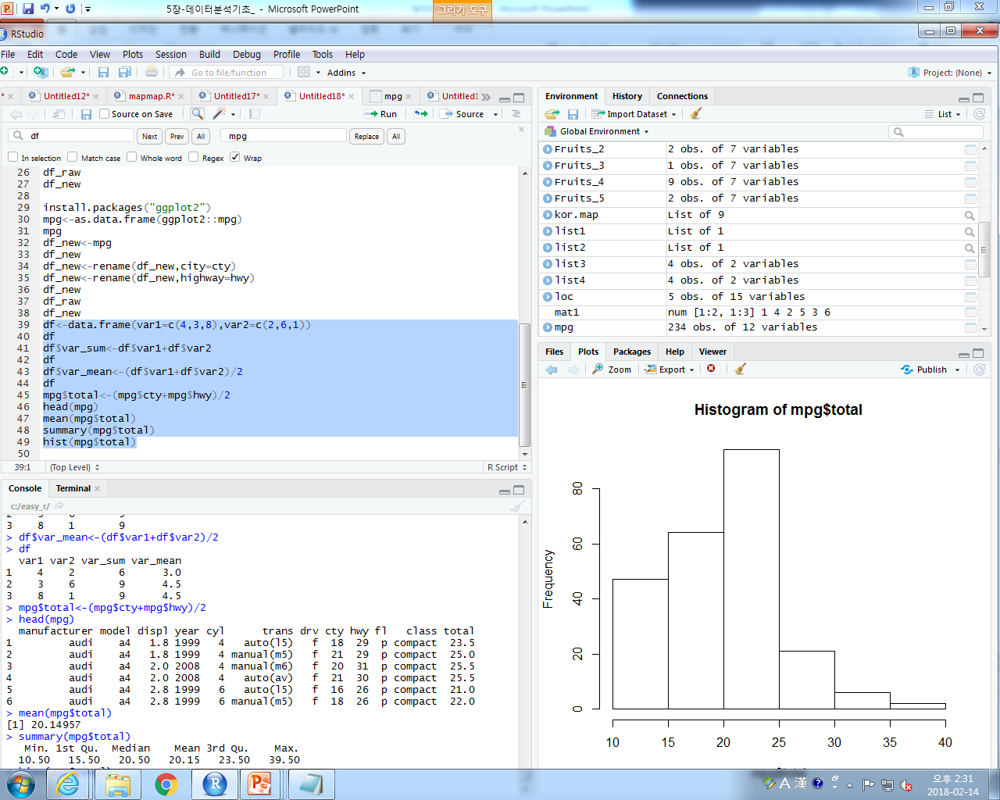 5장-데이터분석기초_ - Microsoft PowerPoint
그리기 도구
RStudio
File Edit Code View Plots Session Build Debug Profile Tools Help
Go to file/function
Addins
Project: (None)
Untitled12*
mapmap.R*
Untitled17*
Untitled18*
mpg
Untitled1
Source on Save
Run
Source
df
Next
Prev
All
mpg
Replace
All
In selection
Match case
Whole word
Regex
Wrap
26 df_raw
27 df_new
28
29 install.packages("ggplot2")
30 mpg<-as.data.frame(ggplot2::mpg)
31 mpg
32 df_new<-mpg
33 df_new
34 df_new<-rename(df_new,city=cty)
35 df_new<-rename(df_new,highway=hwy)
36 df_new
37 df_raw
38 df_new
39 df<-data.frame(var1=c(4,3,8),var2=c(2,6,1))
40 df
41 df$var_sum<-df$var1+df$var2
42 df
43 df$var_mean<-(df$var1+df$var2)/2
44 df
45 mpg$total<-(mpg$cty+mpg$hwy)/2
46 head(mpg)
47 mean(mpg$total)
48 summary(mpg$total)
49 hist(mpg$total)
50
39:1 (Top Level) R Script
Console Terminal
c:/easy_r/
3 8 1 9
> df$var_mean<-(df$var1+df$var2)/2
> df
var1 var2 var_sum var_mean
1 4 2 6 3.0
2 3 6 9 4.5
3 8 1 9 4.5
> mpg$total<-(mpg$cty+mpg$hwy)/2
> head(mpg)
manufacturer model displ year cyl trans drv cty hwy fl class total
1 audi a4 1.8 1999 4 auto(l5) f 18 29 p compact 23.5
2 audi a4 1.8 1999 4 manual(m5) f 21 29 p compact 25.0
3 audi a4 2.0 2008 4 manual(m6) f 20 31 p compact 25.5
4 audi a4 2.0 2008 4 auto(av) f 21 30 p compact 25.5
5 audi a4 2.8 1999 6 auto(l5) f 16 26 p compact 21.0
6 audi a4 2.8 1999 6 manual(m5) f 18 26 p compact 22.0
> mean(mpg$total)
[1] 20.14957
> summary(mpg$total)
Min. 1st Qu. Median Mean 3rd Qu. Max.
10.50 15.50 20.50 20.15 23.50 39.50
Environment History Connections
Import Dataset
List
Global Environment
Fruits_2 2 obs. of 7 variables
Fruits_3 1 obs. of 7 variables
Fruits_4 9 obs. of 7 variables
Fruits_5 2 obs. of 7 variables
kor.map List of 9
list1 List of 1
list2 List of 1
list3 4 obs. of 2 variables
list4 4 obs. of 2 variables
loc 5 obs. of 15 variables
mat1 num [1:2, 1:3] 1 4 2 5 3 6
mpg 234 obs. of 12 variables
Files Plots Packages Help Viewer
Zoom Export Publish
Histogram of mpg$total
Frequency
80
60
40
20
0
10 15 20 25 30 35 40
A 漢
오후 2:31
2018-02-14